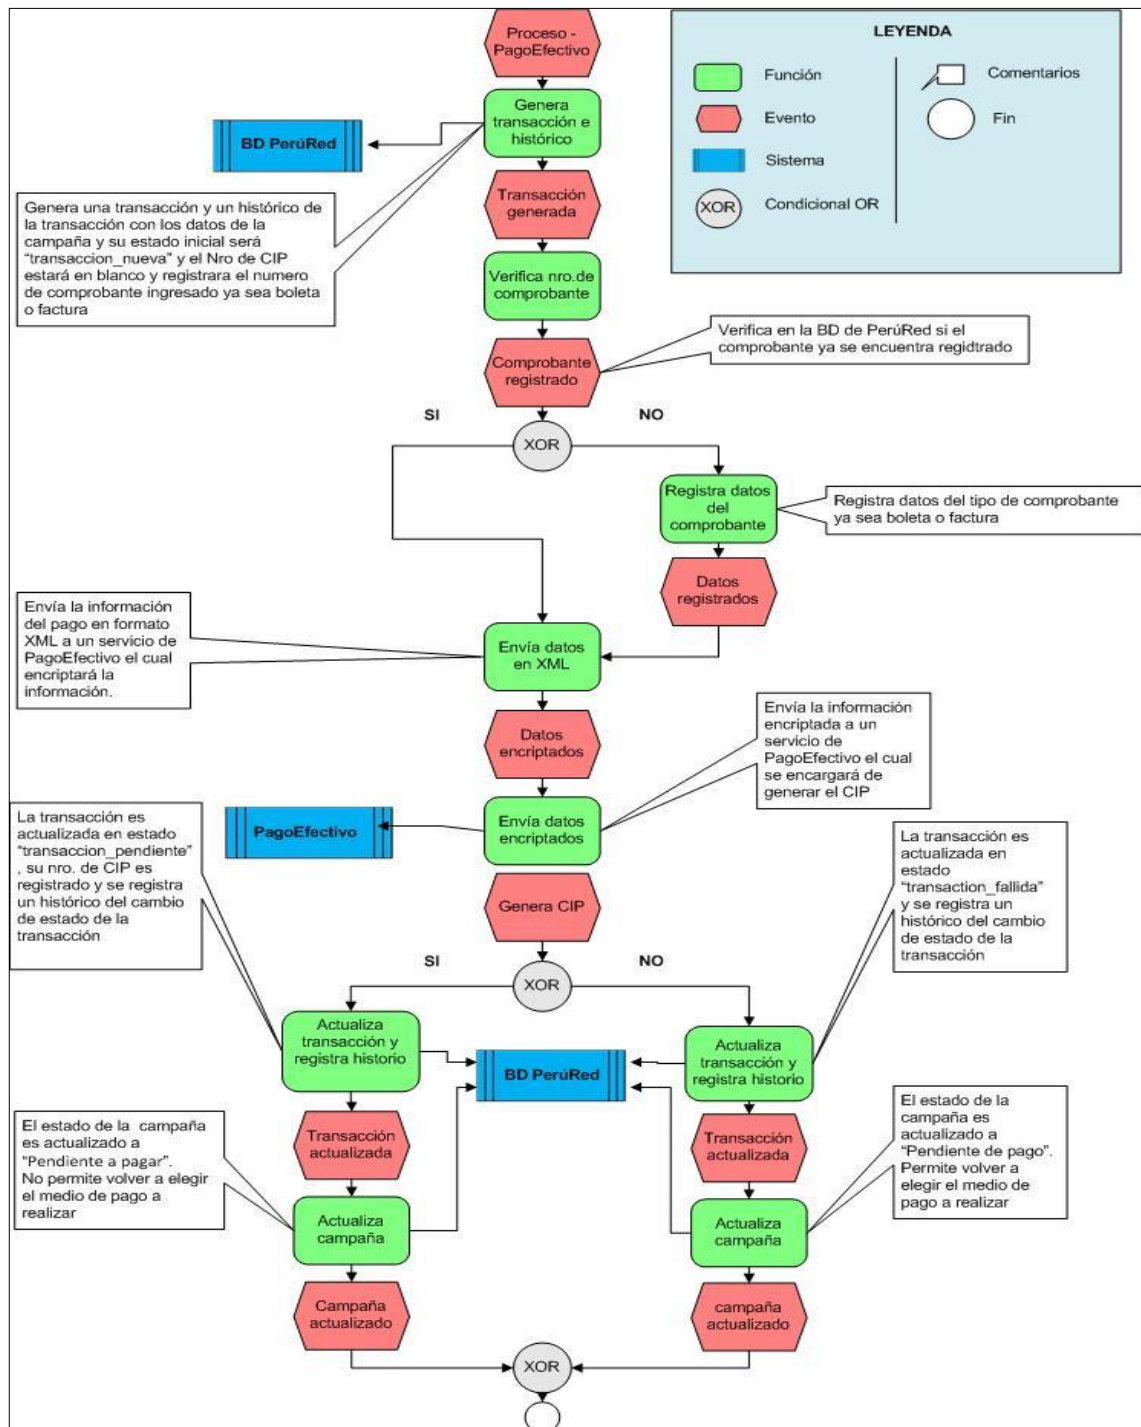 Proceso -
PagoEfectivo
LEYENDA
Función
Evento
Sistema
XOR
Condicional OR
Comentarios
Fin
Genera
transacción e
histórico
BD PerúRed
Transacción
generada
Genera una transacción y un histórico de
la transacción con los datos de la
campaña y su estado inicial será
“transaccion_nueva” y el Nro de CIP
estará en blanco y registrara el numero
de comprobante ingresado ya sea boleta
o factura
Verifica nro.de
comprobante
Verifica en la BD de PerúRed si el
comprobante ya se encuentra regidtrado
Comprobante
registrado
SI
NO
XOR
Registra datos
del
comprobante
Registra datos del tipo de comprobante
ya sea boleta o factura
Datos
registrados
Envía la información
del pago en formato
XML a un servicio de
PagoEfectivo el cual
encriptará la
información.
Envía datos
en XML
Datos
encriptados
Envía la información
encriptada a un
servicio de
PagoEfectivo el cual
se encargará de
generar el CIP
PagoEfectivo
Envía datos
encriptados
La transacción es
actualizada en estado
“transaccion_pendiente”
, su nro. de CIP es
registrado y se registra
un histórico del cambio
de estado de la
transacción
La transacción es
actualizada en
estado
“transaction_fallida”
y se registra un
histórico del cambio
de estado de la
transacción
Genera CIP
SI
NO
XOR
Actualiza
transacción y
registra historio
BD PerúRed
Actualiza
transacción y
registra historio
El estado de la campaña
es actualizado a
“Pendiente a pagar”.
No permite volver a elegir
el medio de pago a
realizar
Transacción
actualizada
Transacción
actualizada
El estado de la
campaña es
actualizado a
“Pendiente de pago”.
Permite volver a
elegir el medio de
pago a realizar
Actualiza
campaña
Actualiza
campaña
Campaña
actualizado
campaña
actualizado
XOR